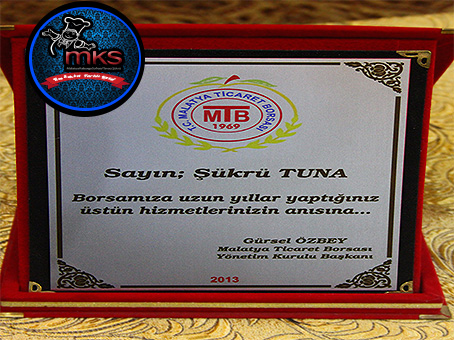 mks
T.C. MALATYA TİCARET BORSASI
MTB
1969
Sayın; Şükrü TUNA
Borsamıza uzun yıllar yaptığınız
üstün hizmetlerinizin anısına...
Gürsel ÖZBEY
Malatya Ticaret Borsası
Yönetim Kurulu Başkanı
2013